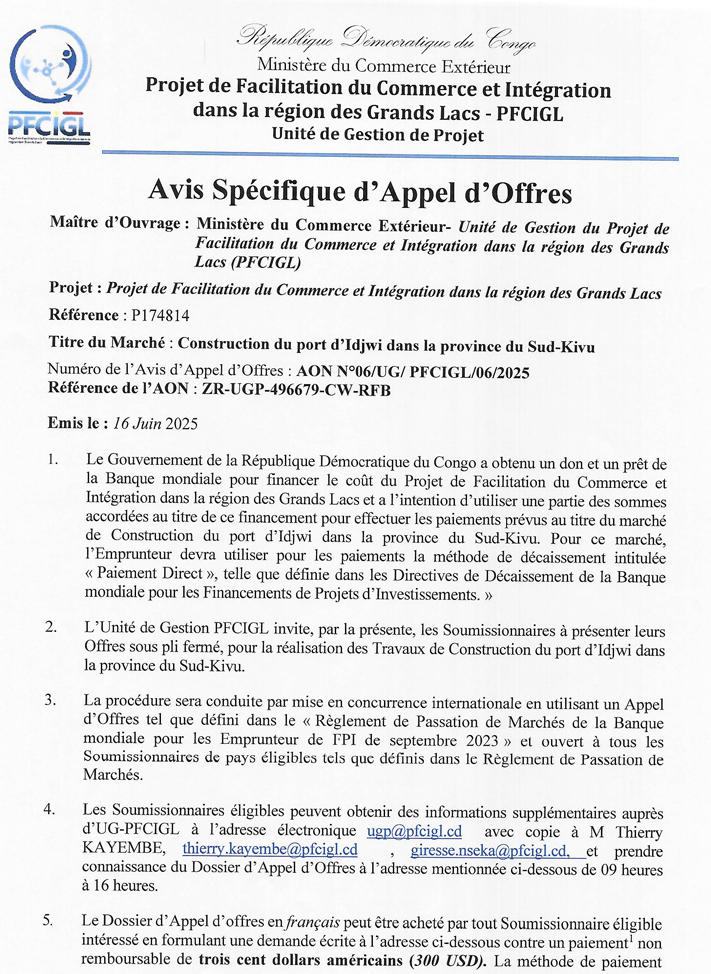 République Démocratique du Congo
Ministère du Commerce Extérieur
Projet de Facilitation du Commerce et Intégration
dans la région des Grands Lacs - PFCIGL
Unité de Gestion de Projet
PFCIGL
Avis Spécifique d’Appel d’Offres
Maître d’Ouvrage : Ministère du Commerce Extérieur- Unité de Gestion du Projet de
Facilitation du Commerce et Intégration dans la région des Grands
Lacs (PFCIGL)
Projet : Projet de Facilitation du Commerce et Intégration dans la région des Grands Lacs
Référence : P174814
Titre du Marché : Construction du port d’Idjwi dans la province du Sud-Kivu
Numéro de l’Avis d’Appel d’Offres : AON N°06/UG/ PFCIGL/06/2025
Référence de l’AON : ZR-UGP-496679-CW-RFB
Emis le : 16 Juin 2025
1. Le Gouvernement de la République Démocratique du Congo a obtenu un don et un prêt de
la Banque mondiale pour financer le coût du Projet de Facilitation du Commerce et
Intégration dans la région des Grands Lacs et a l’intention d’utiliser une partie des sommes
accordées au titre de ce financement pour effectuer les paiements prévus au titre du marché
de Construction du port d’Idjwi dans la province du Sud-Kivu. Pour ce marché,
l’Emprunteur devra utiliser pour les paiements la méthode de décaissement intitulée
« Paiement Direct », telle que définie dans les Directives de Décaissement de la Banque
mondiale pour les Financements de Projets d’Investissements. »
2. L’Unité de Gestion PFCIGL invite, par la présente, les Soumissionnaires à présenter leurs
Offres sous pli fermé, pour la réalisation des Travaux de Construction du port d’Idjwi dans
la province du Sud-Kivu.
3. La procédure sera conduite par mise en concurrence internationale en utilisant un Appel
d’Offres tel que défini dans le « Règlement de Passation de Marchés de la Banque
mondiale pour les Emprunteur de FPI de septembre 2023 » et ouvert à tous les
Soumissionnaires de pays éligibles tels que définis dans le Règlement de Passation de
Marchés.
4. Les Soumissionnaires éligibles peuvent obtenir des informations supplémentaires auprès
d’UG-PFCIGL à l’adresse électronique ugp@pfcigl.cd avec copie à M Thierry
KAYEMBE, thierry.kayembe@pfcigl.cd , giresse.nseka@pfcigl.cd, et prendre
connaissance du Dossier d’Appel d’Offres à l’adresse mentionnée ci-dessous de 09 heures
à 16 heures.
5. Le Dossier d’Appel d’offres en français peut être acheté par tout Soumissionnaire éligible
intéressé en formulant une demande écrite à l’adresse ci-dessous contre un paiement¹ non
remboursable de trois cent dollars américains (300 USD). La méthode de paiement